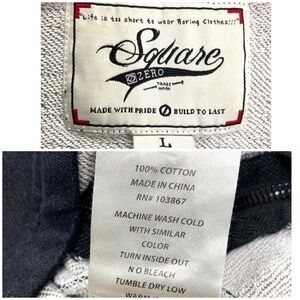 "Life is too short to wear Boring Clothes!!!"
Square
ZERO
TRADE
MARK
MADE WITH PRIDE BUILD TO LAST
L
100% COTTON
MADE IN CHINA
RN# 103867
MACHINE WASH COLD
WITH SIMILAR
COLOR
TURN INSIDE OUT
NO BLEACH
TUMBLE DRY LOW